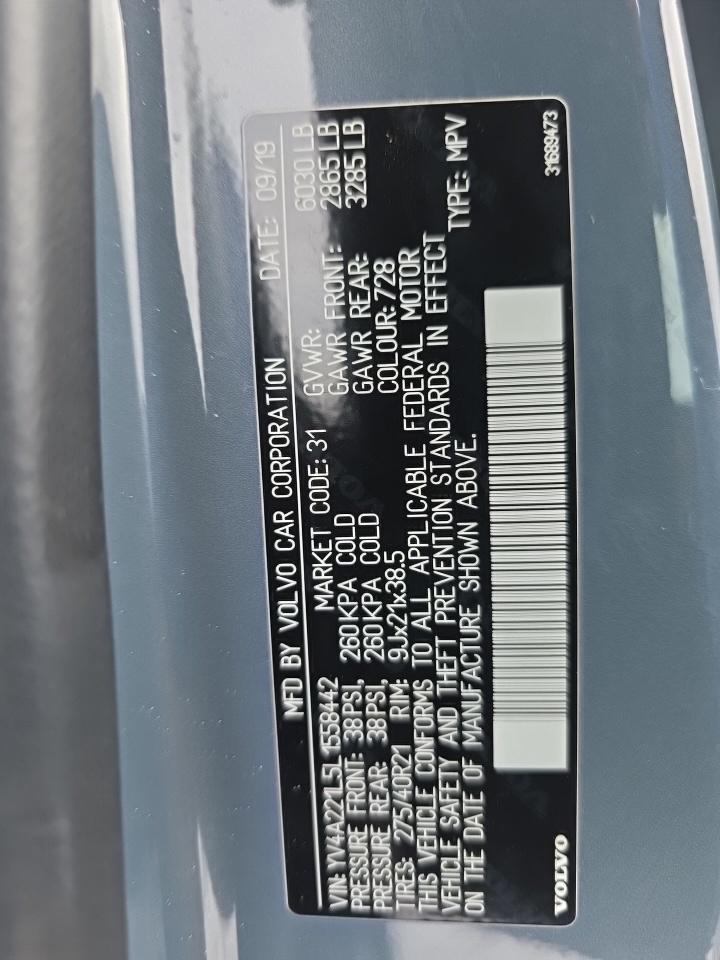 MFD BY VOLVO CAR CORPORATION DATE: 09/19
VIN: YV4A221L5L1558442 MARKET CODE: 31 GVWR: 6030 LB
PRESSURE FRONT: 38PSI, 260KPA COLD GAWR FRONT: 2865 LB
PRESSURE REAR: 38PSI, 260KPA COLD GAWR REAR: 3285 LB
TIRES: 275/40R21 RIM: 9Jx21x38.5 COLOUR: 728
THIS VEHICLE CONFORMS TO ALL APPLICABLE FEDERAL MOTOR
VEHICLE SAFETY AND THEFT PREVENTION STANDARDS IN EFFECT
ON THE DATE OF MANUFACTURE SHOWN ABOVE. TYPE: MPV
VOLVO 31689473